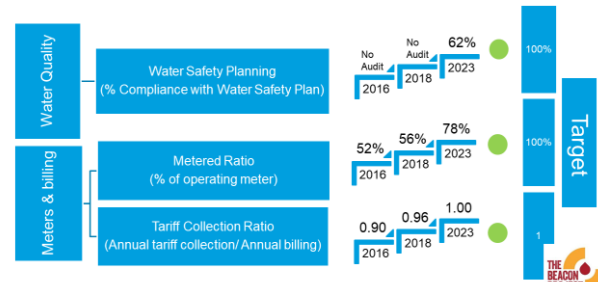 Water Quality
Water Safety Planning
(% Compliance with Water Safety Plan)
No
Audit
2016
No
Audit
2018
62%
2023
100%
Meters & billing
Metered Ratio
(% of operating meter)
52%
2016
56%
2018
78%
2023
100%
Target
Tariff Collection Ratio
(Annual tariff collection/ Annual billing)
0.90
2016
0.96
2018
1.00
2023
1
THE
BEACON